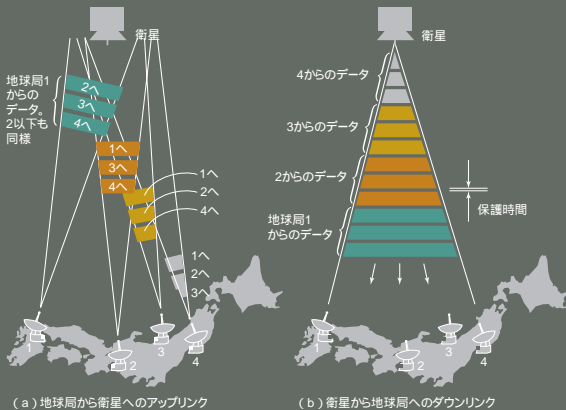 衛星
地球局1
からの
データ。
2以下も
同様
2へ
3へ
4へ
1へ
3へ
4へ
1へ
2へ
4へ
1へ
2へ
3へ
1
2
3
4
(a)地球局から衛星へのアップリンク
衛星
4からのデータ
3からのデータ
2からのデータ
地球局1
からのデータ
保護時間
1
2
3
4
(b)衛星から地球局へのダウンリンク